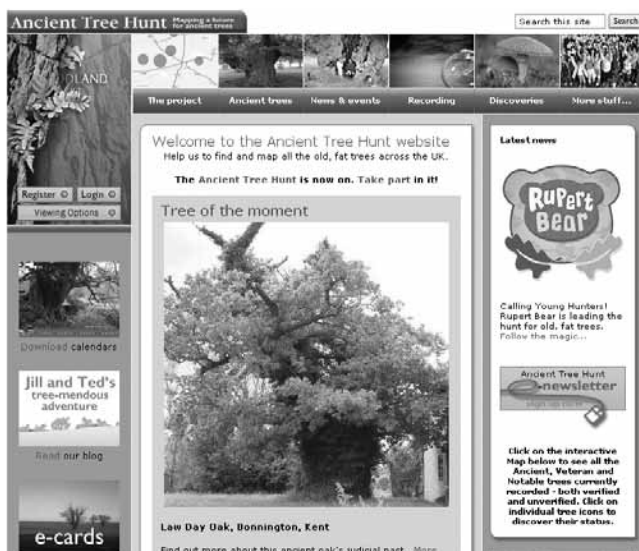 Ancient Tree Hunt
Mapping a future
for ancient trees
Search this site
Search
The project
Ancient trees
News & events
Recording
Discoveries
More stuff...
Register
Login
Viewing Options
Download calendars
Jill and Ted's
tree-mendous
adventure
Read our blog
e-cards
Welcome to the Ancient Tree Hunt website
Help us to find and map all the old, fat trees across the UK.
The Ancient Tree Hunt is now on. Take part in it!
Tree of the moment
Law Day Oak, Bonnington, Kent
Find out more about this ancient oak's judicial past. More
Latest news
RUPERT
BEAR
Calling Young Hunters!
Rupert Bear is leading the
hunt for old, fat trees.
Follow the magic...
Ancient Tree Hunt
e-newsletter
Click on the interactive
Map below to see all the
Ancient, Veteran and
Notable trees currently
recorded - both verified
and unverified. Click on
individual tree icons to
discover their status.